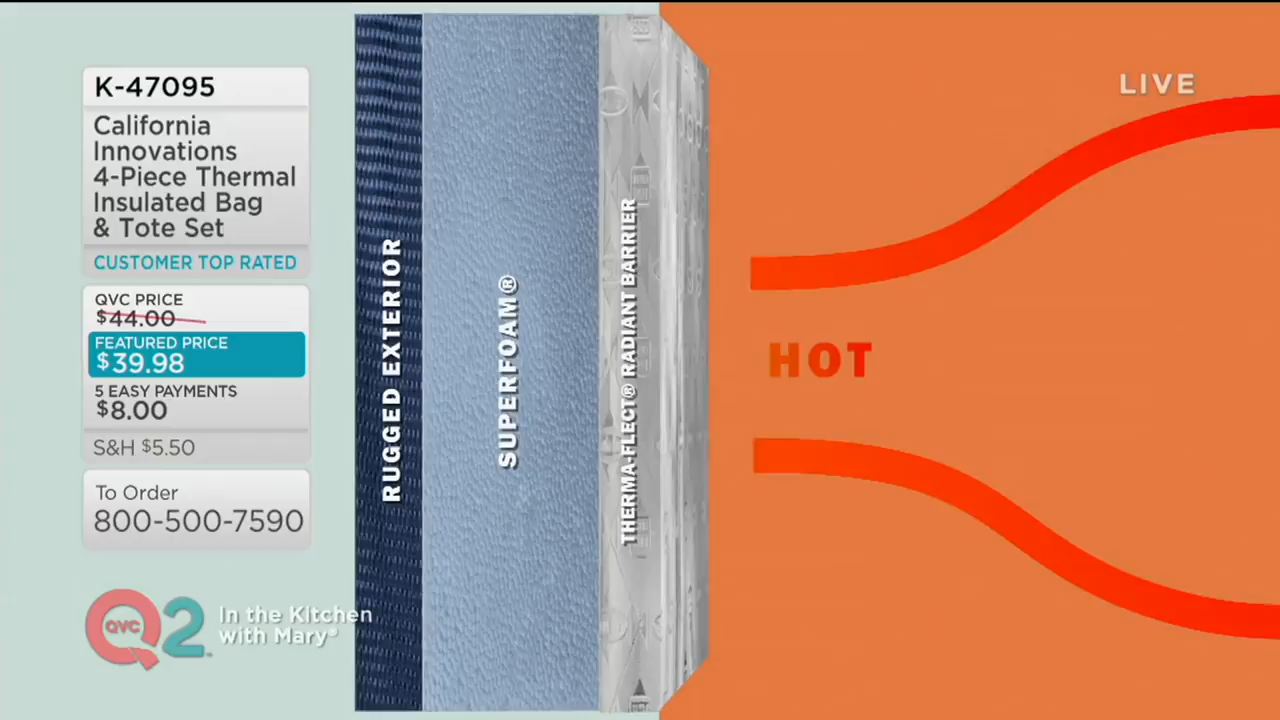 K-47095
California
Innovations
4-Piece Thermal
Insulated Bag
& Tote Set
CUSTOMER TOP RATED
QVC PRICE
$44.00
FEATURED PRICE
$39.98
5 EASY PAYMENTS
$8.00
S&H $5.50
To Order
800-500-7590
QVC 2™
In the Kitchen
with Mary®
RUGGED EXTERIOR
SUPERFOAM®
THERMA-FLECT® RADIANT BARRIER
HOT
LIVE